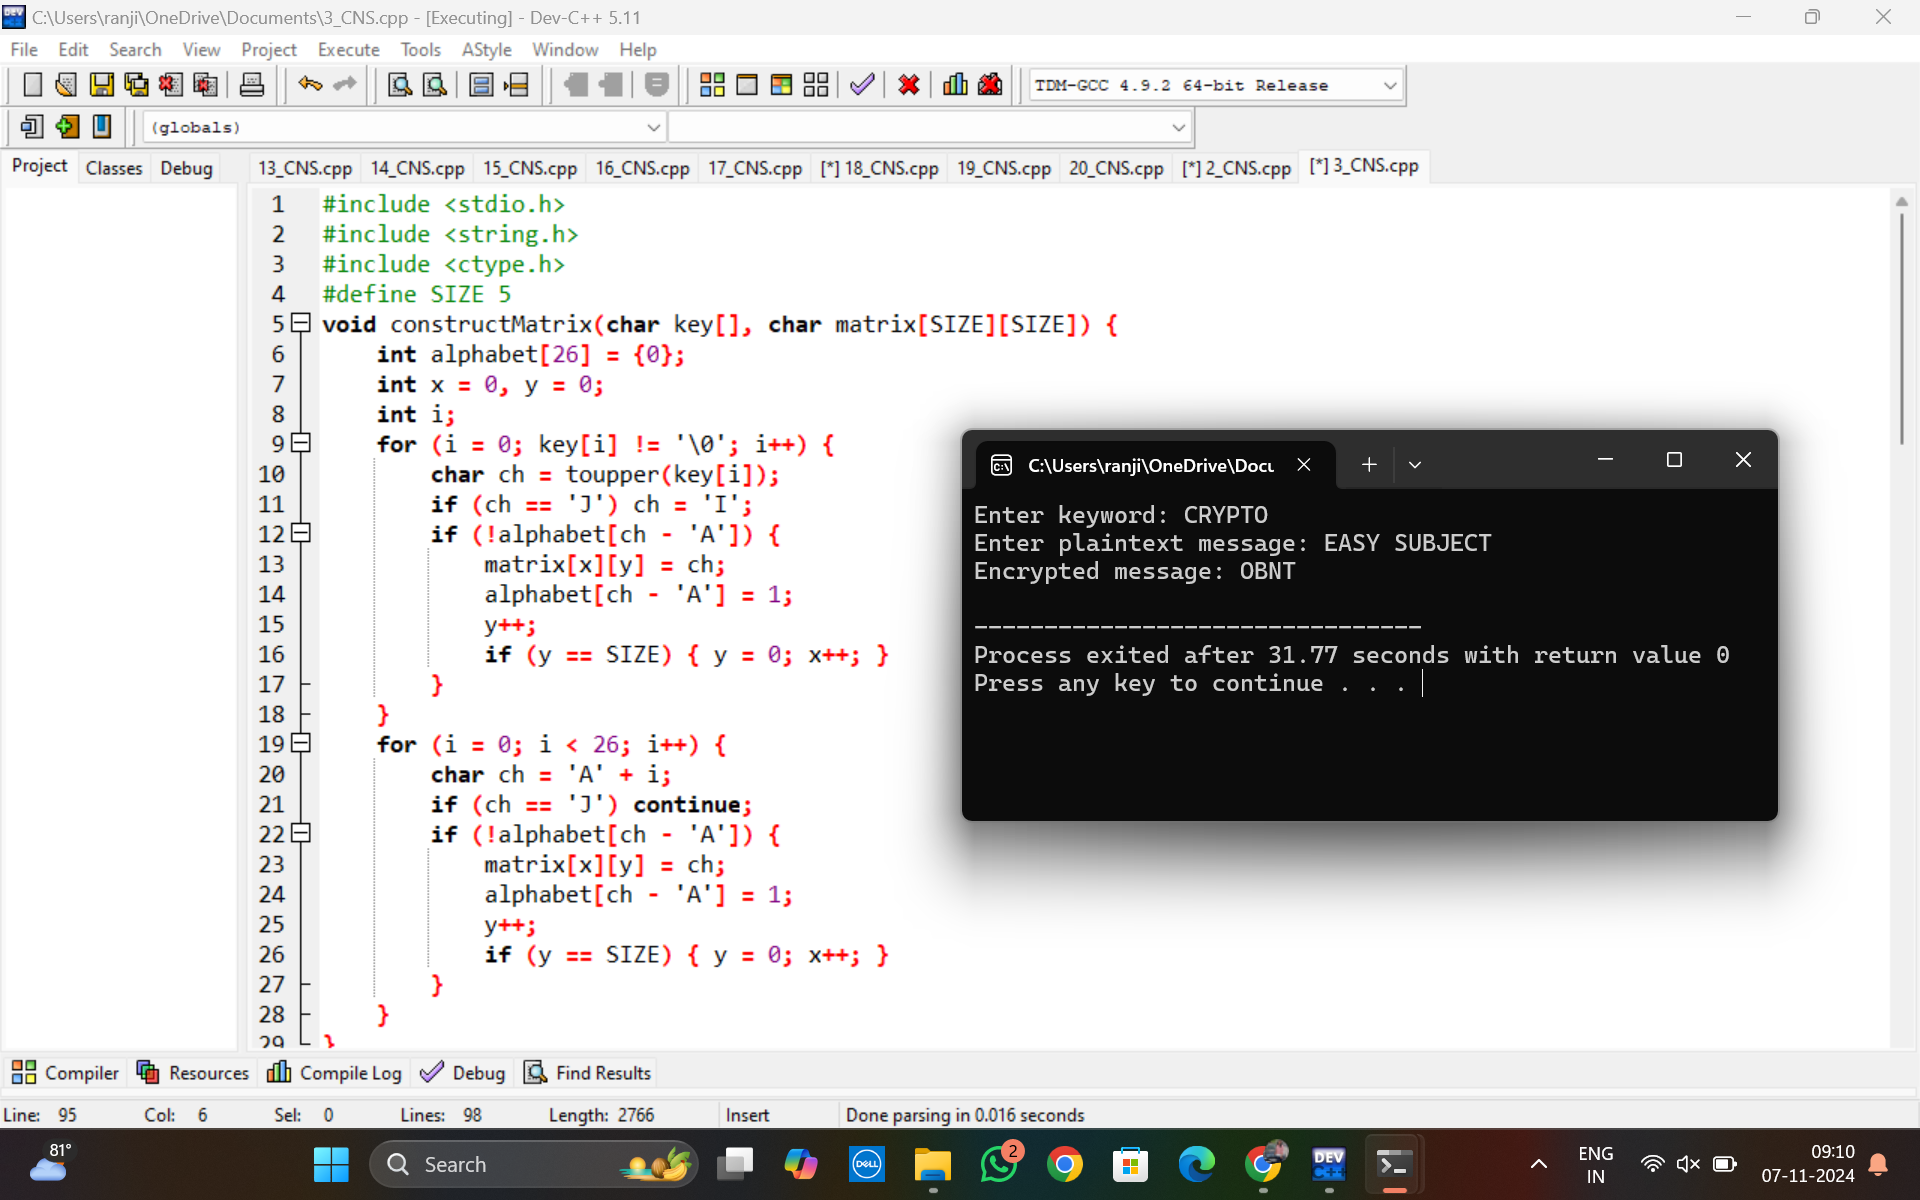 C:\Users\ranji\OneDrive\Documents\3_CNS.cpp - [Executing] - Dev-C++ 5.11
File Edit Search View Project Execute Tools AStyle Window Help
TDM-GCC 4.9.2 64-bit Release
(globals)
Project Classes Debug 13_CNS.cpp 14_CNS.cpp 15_CNS.cpp 16_CNS.cpp 17_CNS.cpp [*] 18_CNS.cpp 19_CNS.cpp 20_CNS.cpp [*] 2_CNS.cpp [*] 3_CNS.cpp
1 #include <stdio.h>
2 #include <string.h>
3 #include <ctype.h>
4 #define SIZE 5
5 void constructMatrix(char key[], char matrix[SIZE][SIZE]) {
6 int alphabet[26] = {0};
7 int x = 0, y = 0;
8 int i;
9 for (i = 0; key[i] != '\0'; i++) {
10 char ch = toupper(key[i]);
11 if (ch == 'J') ch = 'I';
12 if (!alphabet[ch - 'A']) {
13 matrix[x][y] = ch;
14 alphabet[ch - 'A'] = 1;
15 y++;
16 if (y == SIZE) { y = 0; x++; }
17 }
18 }
19 for (i = 0; i < 26; i++) {
20 char ch = 'A' + i;
21 if (ch == 'J') continue;
22 if (!alphabet[ch - 'A']) {
23 matrix[x][y] = ch;
24 alphabet[ch - 'A'] = 1;
25 y++;
26 if (y == SIZE) { y = 0; x++; }
27 }
28 }
29 }
C:\Users\ranji\OneDrive\Docu
Enter keyword: CRYPTO
Enter plaintext message: EASY SUBJECT
Encrypted message: OBNT
--------------------------------
Process exited after 31.77 seconds with return value 0
Press any key to continue . . .
Compiler Resources Compile Log Debug Find Results
Line: 95 Col: 6 Sel: 0 Lines: 98 Length: 2766 Insert Done parsing in 0.016 seconds
81°
Search
DELL
2
DEV C++
ENG
IN
09:10
07-11-2024